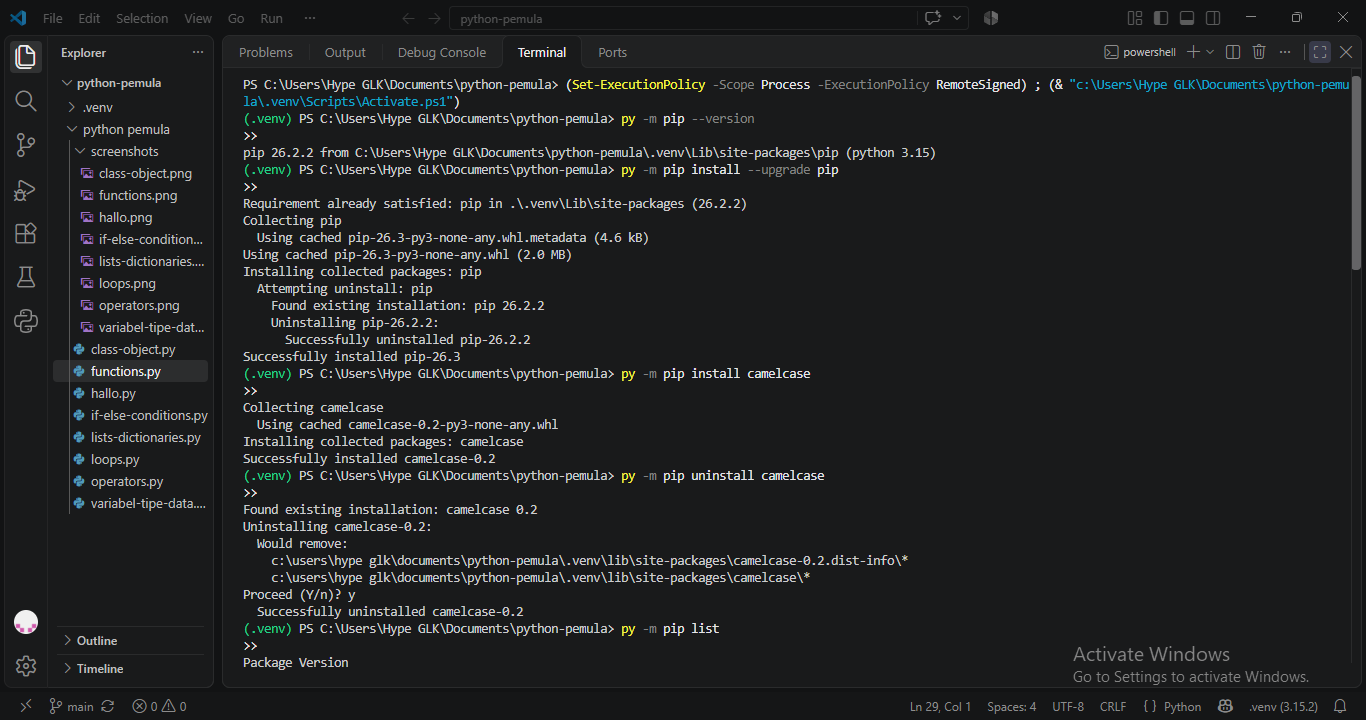 File Edit Selection View Go Run ··· python-pemula
Explorer ···
python-pemula
.venv
python pemula
screenshots
class-object.png
functions.png
hallo.png
if-else-condition...
lists-dictionaries....
loops.png
operators.png
variabel-tipe-dat...
class-object.py
functions.py
hallo.py
if-else-conditions.py
lists-dictionaries.py
loops.py
operators.py
variabel-tipe-data....
Outline
Timeline
Problems Output Debug Console Terminal Ports powershell
PS C:\Users\Hype GLK\Documents\python-pemula> (Set-ExecutionPolicy -Scope Process -ExecutionPolicy RemoteSigned) ; (& "c:\Users\Hype GLK\Documents\python-pemu
la\.venv\Scripts\Activate.ps1")
(.venv) PS C:\Users\Hype GLK\Documents\python-pemula> py -m pip --version
>>
pip 26.2.2 from C:\Users\Hype GLK\Documents\python-pemula\.venv\Lib\site-packages\pip (python 3.15)
(.venv) PS C:\Users\Hype GLK\Documents\python-pemula> py -m pip install --upgrade pip
>>
Requirement already satisfied: pip in .\.venv\Lib\site-packages (26.2.2)
Collecting pip
  Using cached pip-26.3-py3-none-any.whl.metadata (4.6 kB)
Using cached pip-26.3-py3-none-any.whl (2.0 MB)
Installing collected packages: pip
  Attempting uninstall: pip
    Found existing installation: pip 26.2.2
    Uninstalling pip-26.2.2:
      Successfully uninstalled pip-26.2.2
Successfully installed pip-26.3
(.venv) PS C:\Users\Hype GLK\Documents\python-pemula> py -m pip install camelcase
>>
Collecting camelcase
  Using cached camelcase-0.2-py3-none-any.whl
Installing collected packages: camelcase
Successfully installed camelcase-0.2
(.venv) PS C:\Users\Hype GLK\Documents\python-pemula> py -m pip uninstall camelcase
>>
Found existing installation: camelcase 0.2
Uninstalling camelcase-0.2:
  Would remove:
    c:\users\hype glk\documents\python-pemula\.venv\lib\site-packages\camelcase-0.2.dist-info\*
    c:\users\hype glk\documents\python-pemula\.venv\lib\site-packages\camelcase\*
Proceed (Y/n)? y
  Successfully uninstalled camelcase-0.2
(.venv) PS C:\Users\Hype GLK\Documents\python-pemula> py -m pip list
>>
Package Version
Activate Windows
Go to Settings to activate Windows.
main 0 0 Ln 29, Col 1 Spaces: 4 UTF-8 CRLF { } Python .venv (3.15.2)